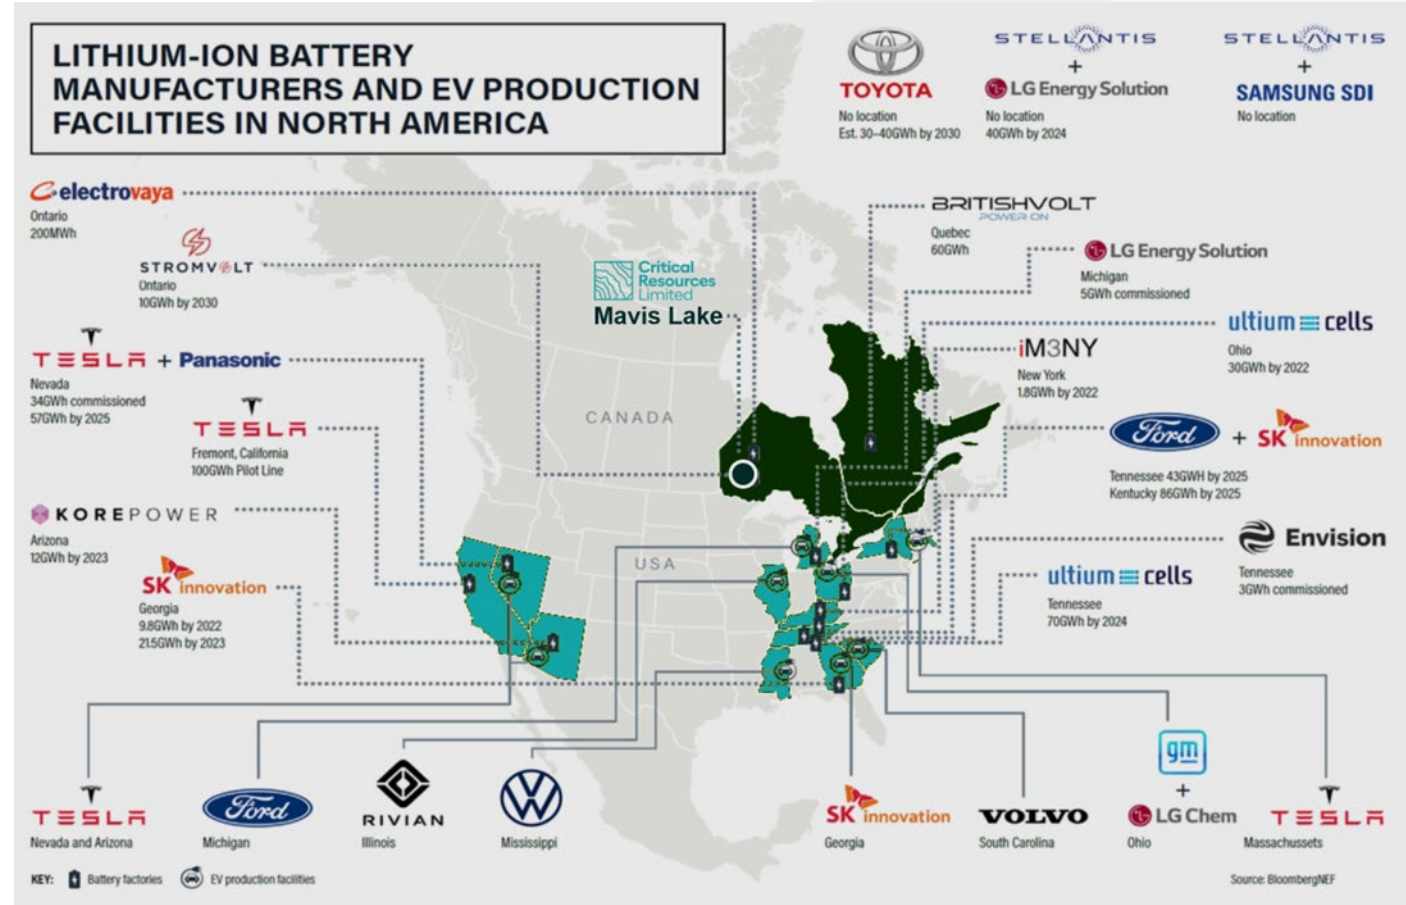 LITHIUM-ION BATTERY
MANUFACTURERS AND EV PRODUCTION
FACILITIES IN NORTH AMERICA
TOYOTA
No location
Est. 30–40GWh by 2030
STELLANTIS
+
LG Energy Solution
No location
40GWh by 2024
STELLANTIS
+
SAMSUNG SDI
No location
electrovaya
Ontario
200MWh
STROMVOLT
Ontario
10GWh by 2030
TESLA + Panasonic
Nevada
34GWh commissioned
57GWh by 2025
TESLA
Fremont, California
100GWh Pilot Line
KOREPOWER
Arizona
12GWh by 2023
SK innovation
Georgia
9.8GWh by 2022
21.5GWh by 2023
Critical
Resources
Limited
Mavis Lake
CANADA
USA
BRITISHVOLT
POWER ON
Quebec
60GWh
LG Energy Solution
Michigan
5GWh commissioned
ultium cells
Ohio
30GWh by 2022
iM3NY
New York
1.8GWh by 2022
Ford + SK innovation
Tennessee 43GWH by 2025
Kentucky 86GWh by 2025
Envision
Tennessee
3GWh commissioned
ultium cells
Tennessee
70GWh by 2024
TESLA
Nevada and Arizona
Ford
Michigan
RIVIAN
Illinois
VW
Mississippi
SK innovation
Georgia
VOLVO
South Carolina
gm
+
LG Chem
Ohio
TESLA
Massachussets
KEY: Battery factories EV production facilities
Source: BloombergNEF